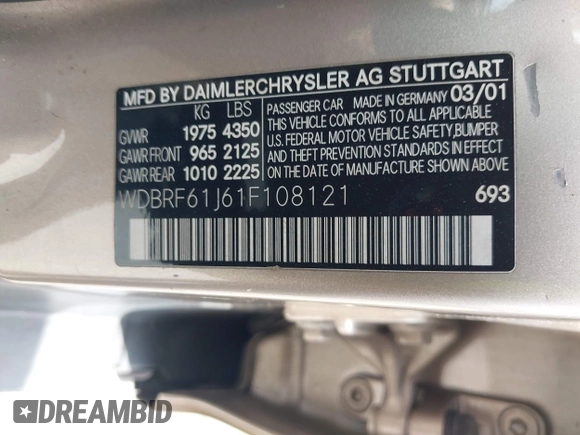 MFD BY DAIMLERCHRYSLER AG STUTTGART
KG LBS
GVWR 1975 4350
GAWR FRONT 965 2125
GAWR REAR 1010 2225
PASSENGER CAR MADE IN GERMANY 03/01
THIS VEHICLE CONFORMS TO ALL APPLICABLE
U.S. FEDERAL MOTOR VEHICLE SAFETY, BUMPER
AND THEFT PREVENTION STANDARDS IN EFFECT
ON THE DATE OF MANUFACTURE SHOWN ABOVE
WDBRF61J61F108121
693
DREAMBID